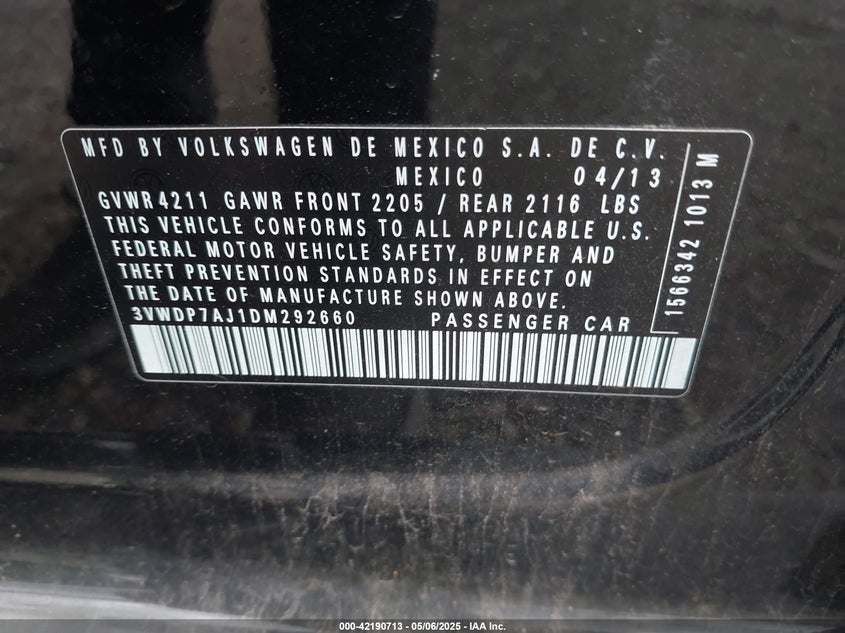 MFD BY VOLKSWAGEN DE MEXICO S.A. DE C.V.
MEXICO 04/13
GVWR 4211 GAWR FRONT 2205 / REAR 2116 LBS
THIS VEHICLE CONFORMS TO ALL APPLICABLE U.S.
FEDERAL MOTOR VEHICLE SAFETY, BUMPER AND
THEFT PREVENTION STANDARDS IN EFFECT ON
THE DATE OF MANUFACTURE SHOWN ABOVE.
3VWDP7AJ1DM292660 PASSENGER CAR
1566342 1013 M
000-42190713 - 05/06/2025 - IAA Inc.